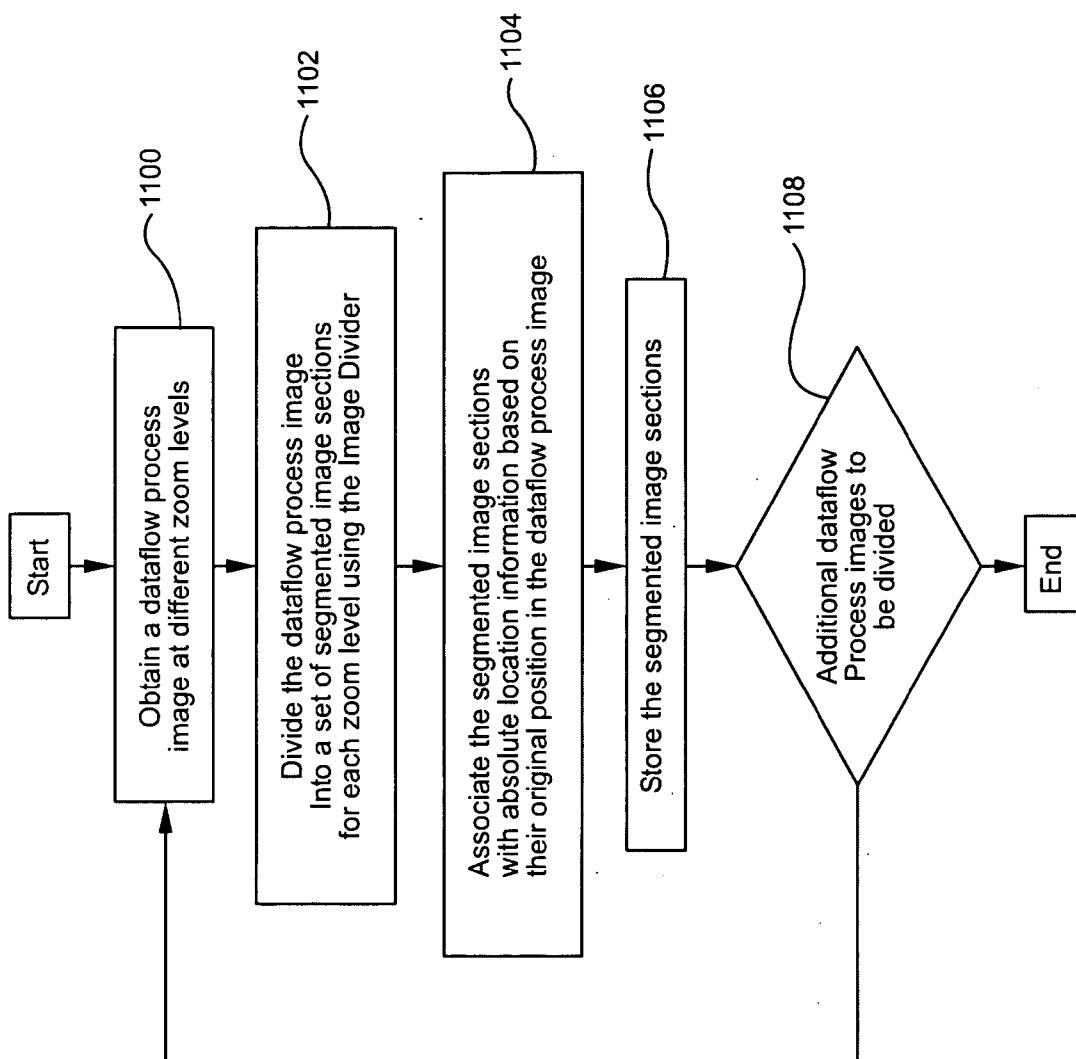 Start
Obtain a dataflow process
image at different zoom levels
1100
Divide the dataflow process image
Into a set of segmented image sections
for each zoom level using the Image Divider
1102
Associate the segmented image sections
with absolute location information based on
their original position in the dataflow process image
1104
Store the segmented image sections
1106
Additional dataflow
Process images to
be divided
1108
End